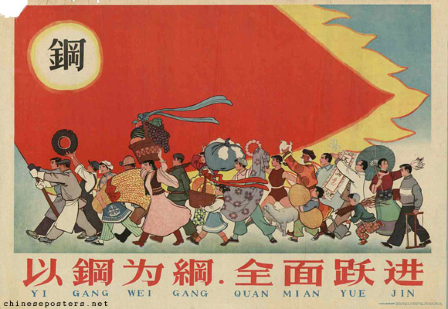 鋼
以鋼为綱·全面跃进
YI GANG WEI GANG QUAN MIAN YUE JIN
chineseposters.net